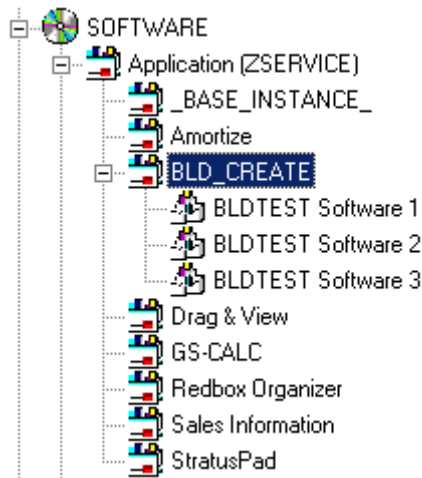 SOFTWARE
Application (ZSERVICE)
_BASE_INSTANCE_
Amortize
BLD_CREATE
BLDTEST Software 1
BLDTEST Software 2
BLDTEST Software 3
Drag & View
GS-CALC
Redbox Organizer
Sales Information
StratusPad